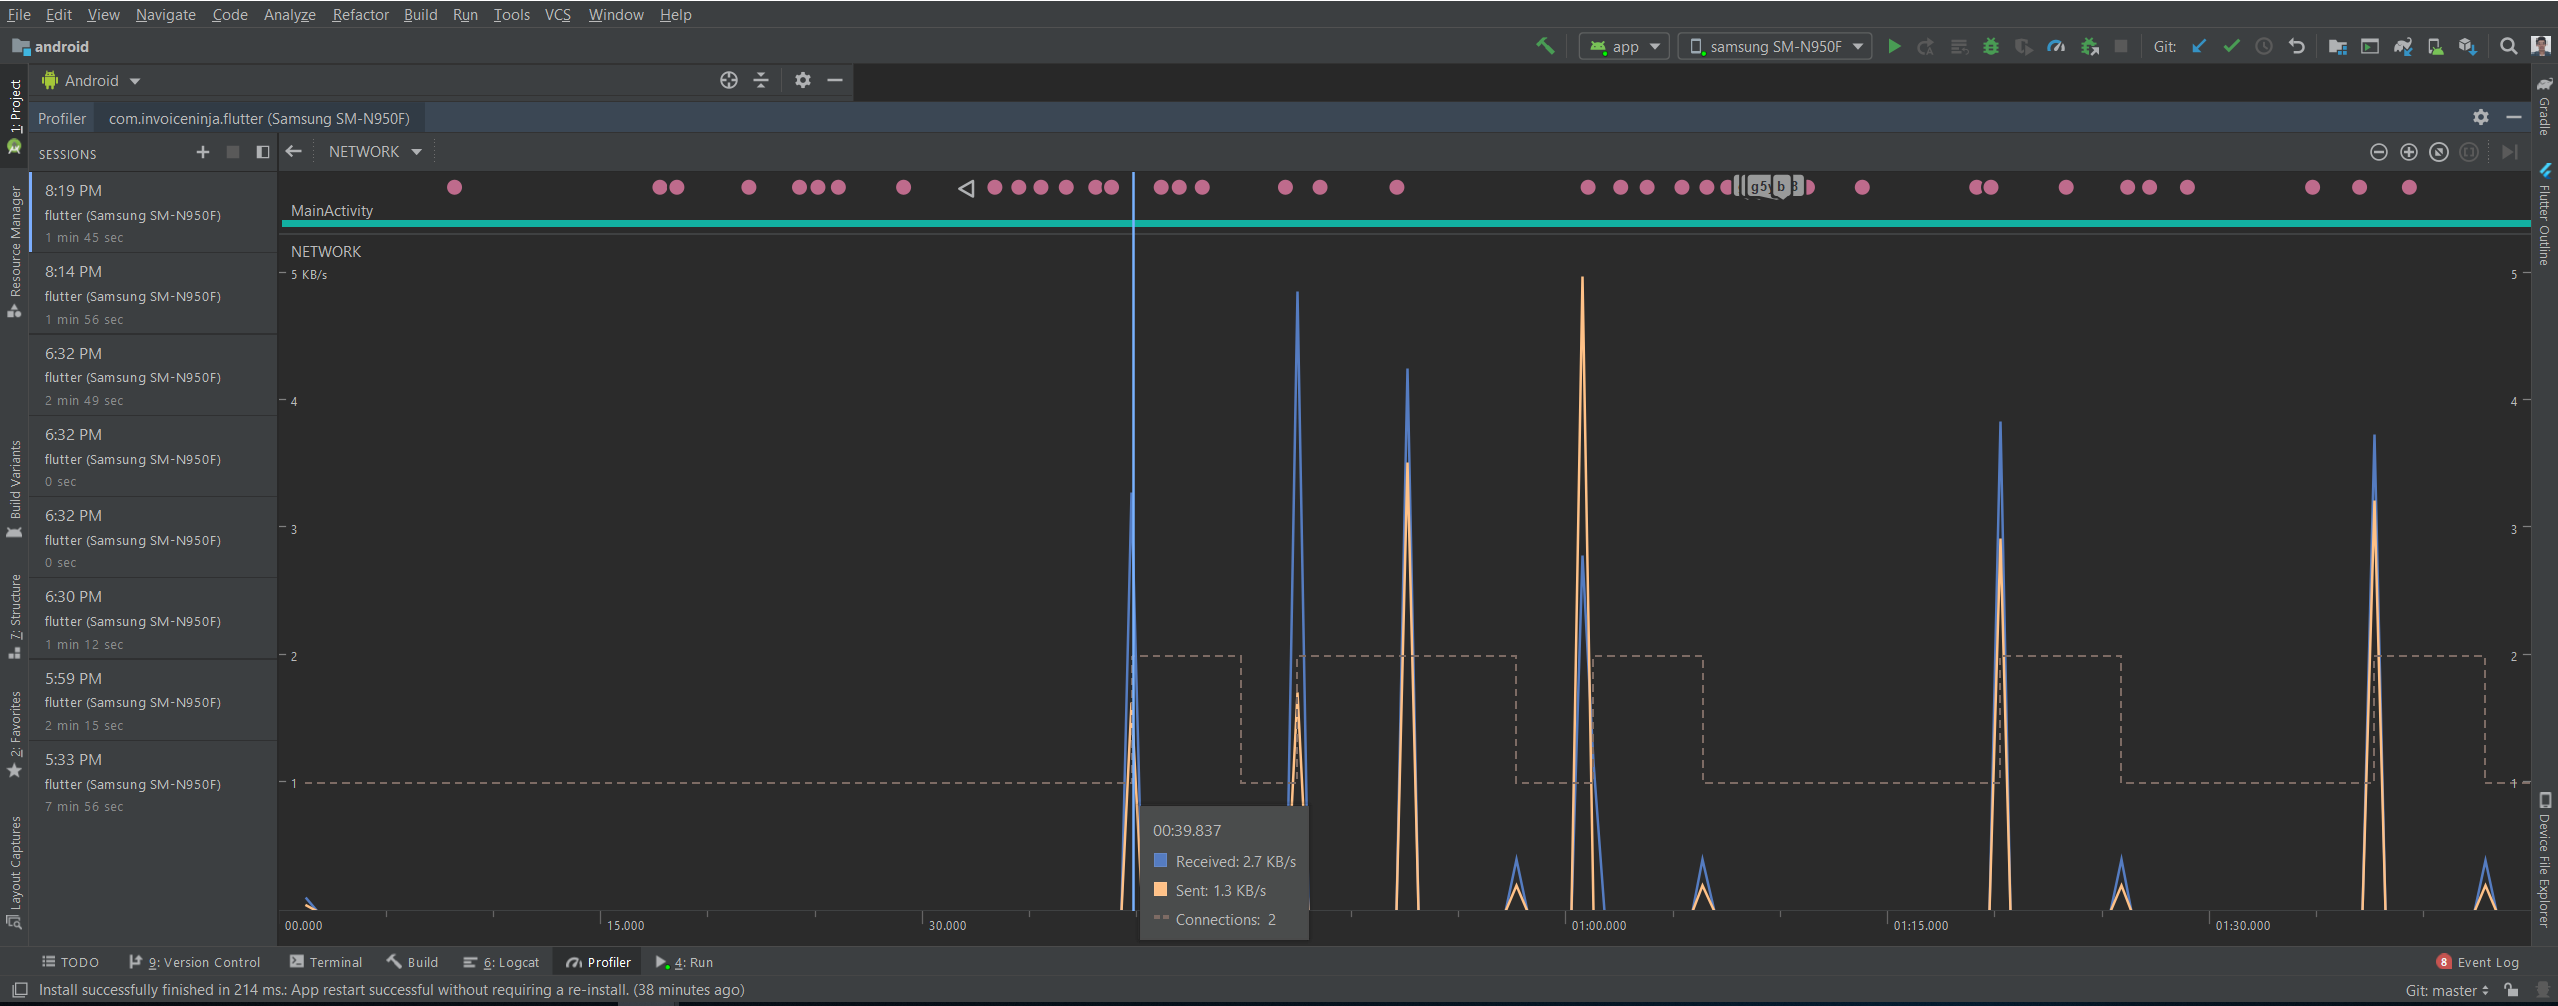 File Edit View Navigate Code Analyze Refactor Build Run Tools VCS Window Help
android
app
samsung SM-N950F
Git:
Android
Profiler
com.invoiceninja.flutter (Samsung SM-N950F)
SESSIONS
NETWORK
8:19 PM
flutter (Samsung SM-N950F)
1 min 45 sec
8:14 PM
flutter (Samsung SM-N950F)
1 min 56 sec
6:32 PM
flutter (Samsung SM-N950F)
2 min 49 sec
6:32 PM
flutter (Samsung SM-N950F)
0 sec
6:32 PM
flutter (Samsung SM-N950F)
0 sec
6:30 PM
flutter (Samsung SM-N950F)
1 min 12 sec
5:59 PM
flutter (Samsung SM-N950F)
2 min 15 sec
5:33 PM
flutter (Samsung SM-N950F)
7 min 56 sec
1: Project
Resource Manager
Build Variants
7: Structure
2: Favorites
Layout Captures
b
MainActivity
NETWORK
5 KB/s
4
3
2
1
5
4
3
2
1
00:39.837
Received: 2.7 KB/s
Sent: 1.3 KB/s
Connections: 2
00.000
15.000
30.000
01:00.000
01:15.000
01:30.000
Gradle
Flutter Outline
Device File Explorer
TODO
9: Version Control
Terminal
Build
6: Logcat
Profiler
4: Run
8
Event Log
Install successfully finished in 214 ms.: App restart successful without requiring a re-install. (38 minutes ago)
Git: master